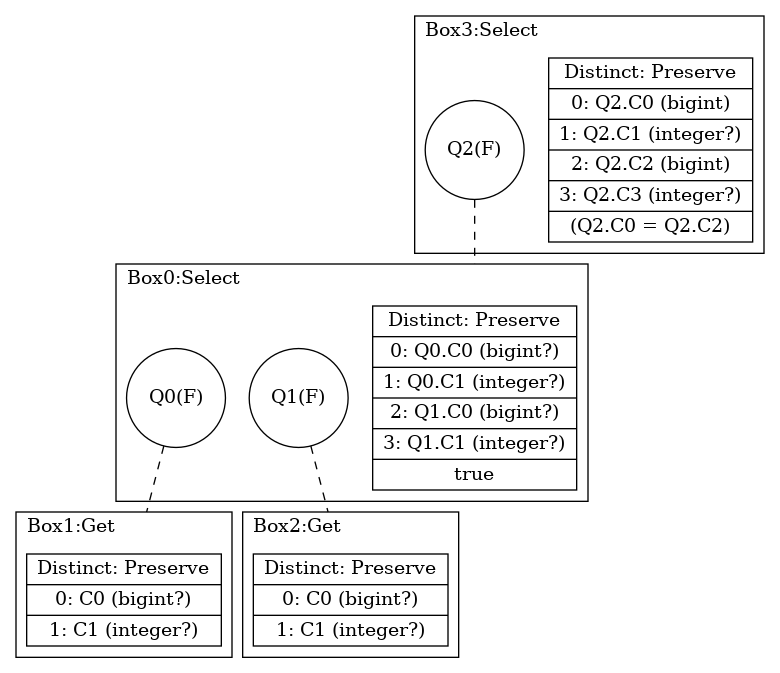 Box3:Select
Q2(F)
Distinct: Preserve
0: Q2.C0 (bigint)
1: Q2.C1 (integer?)
2: Q2.C2 (bigint)
3: Q2.C3 (integer?)
(Q2.C0 = Q2.C2)
Box0:Select
Q0(F)
Q1(F)
Distinct: Preserve
0: Q0.C0 (bigint?)
1: Q0.C1 (integer?)
2: Q1.C0 (bigint?)
3: Q1.C1 (integer?)
true
Box1:Get
Distinct: Preserve
0: C0 (bigint?)
1: C1 (integer?)
Box2:Get
Distinct: Preserve
0: C0 (bigint?)
1: C1 (integer?)